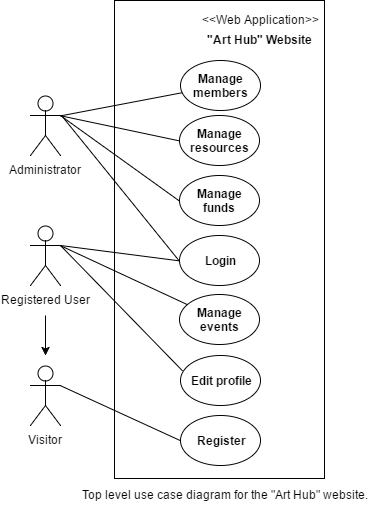 <<Web Application>>
"Art Hub" Website
Manage
members
Manage
resources
Administrator
Manage
funds
Login
Registered User
Manage
events
Edit profile
Visitor
Register
Top level use case diagram for the "Art Hub" website.